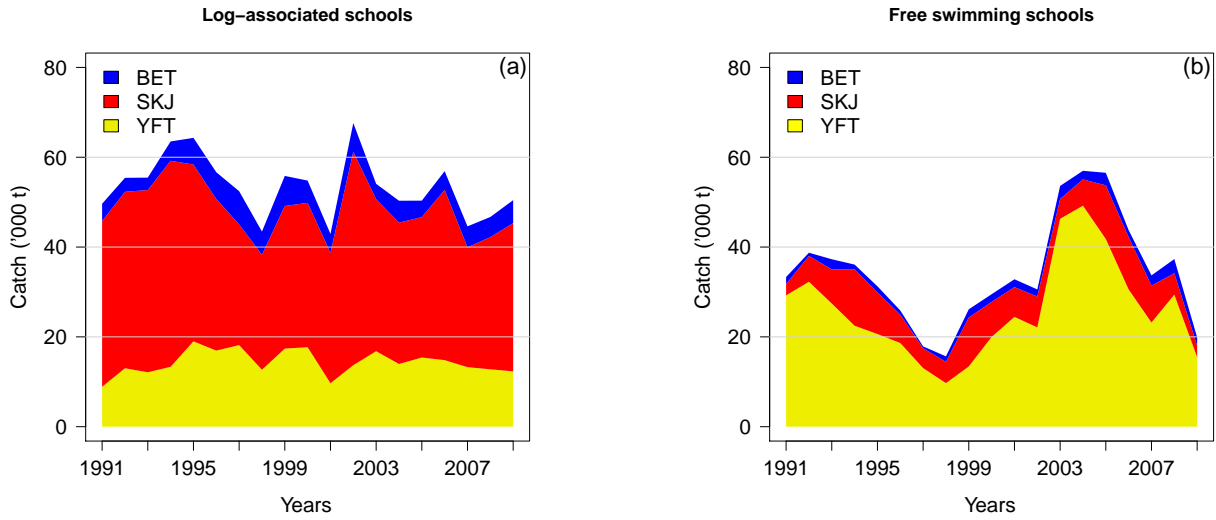 Log−associated schools
(a)
BET
SKJ
YFT
80
60
40
20
0
Catch ('000 t)
1991 1995 1999 2003 2007
Years
Free swimming schools
(b)
BET
SKJ
YFT
80
60
40
20
0
Catch ('000 t)
1991 1995 1999 2003 2007
Years